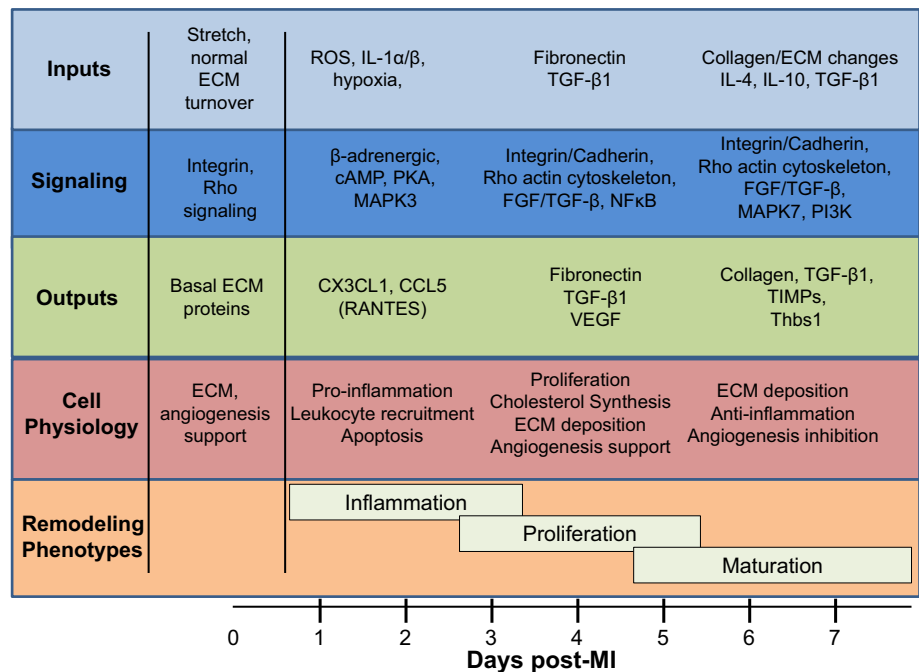 Inputs
Stretch,
normal
ECM
turnover
ROS, IL-1α/β,
hypoxia,
Fibronectin
TGF-β1
Collagen/ECM changes
IL-4, IL-10, TGF-β1
Signaling
Integrin,
Rho
signaling
β-adrenergic,
cAMP, PKA,
MAPK3
Integrin/Cadherin,
Rho actin cytoskeleton,
FGF/TGF-β, NFκB
Integrin/Cadherin,
Rho actin cytoskeleton,
FGF/TGF-β,
MAPK7, PI3K
Outputs
Basal ECM
proteins
CX3CL1, CCL5
(RANTES)
Fibronectin
TGF-β1
VEGF
Collagen, TGF-β1,
TIMPs,
Thbs1
Cell
Physiology
ECM,
angiogenesis
support
Pro-inflammation
Leukocyte recruitment
Apoptosis
Proliferation
Cholesterol Synthesis
ECM deposition
Angiogenesis support
ECM deposition
Anti-inflammation
Angiogenesis inhibition
Remodeling
Phenotypes
Inflammation
Proliferation
Maturation
0 1 2 3 4 5 6 7
Days post-MI